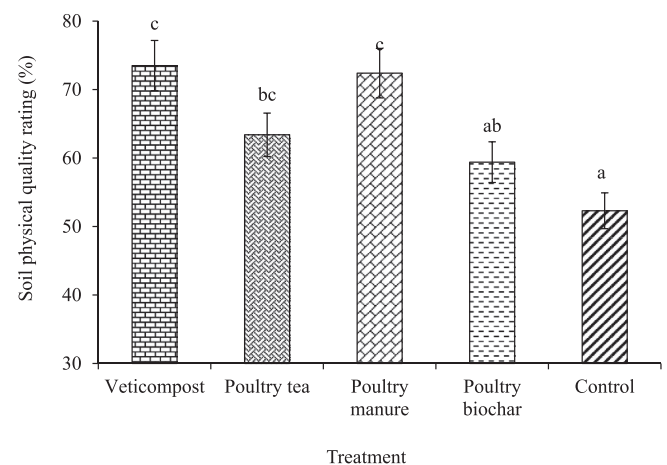 80
70
60
50
40
30
Soil physical quality rating (%)
c
bc
c
ab
a
Veticompost
Poultry tea
Poultry
manure
Poultry
biochar
Control
Treatment